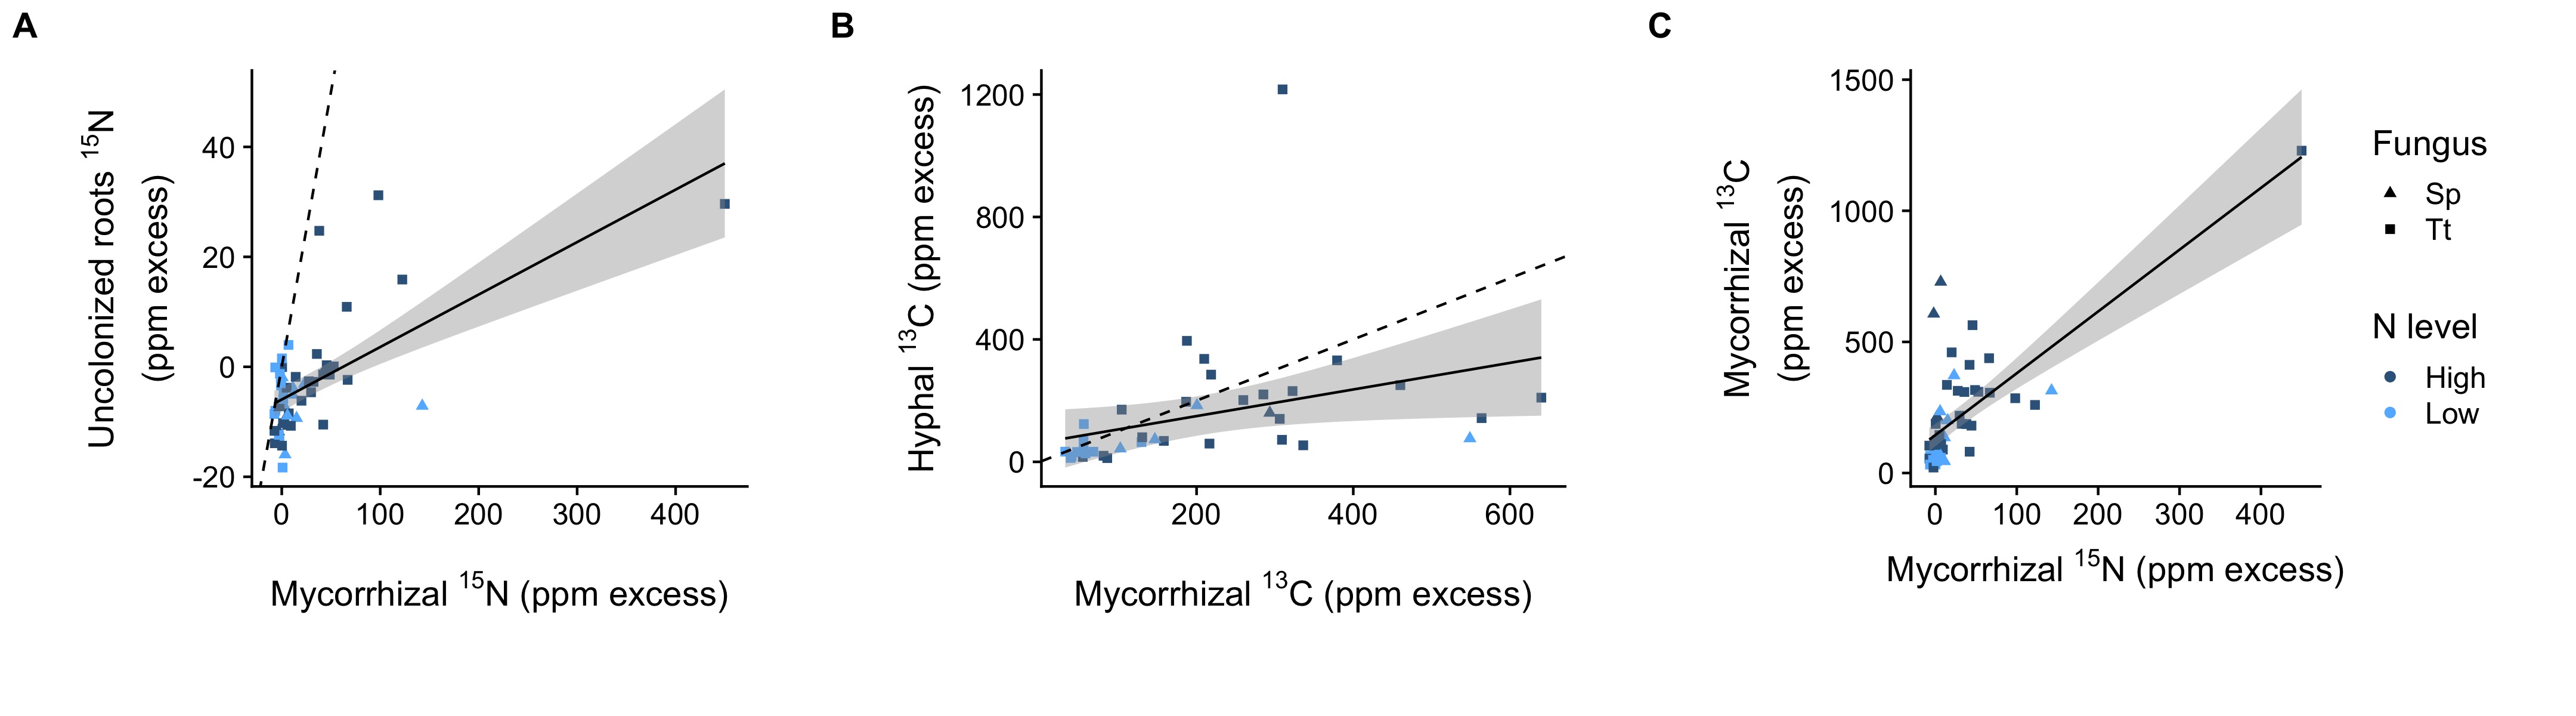 A
Uncolonized roots ¹⁵N
(ppm excess)
40
20
0
-20
0 100 200 300 400
Mycorrhizal ¹⁵N (ppm excess)
B
Hyphal ¹³C (ppm excess)
1200
800
400
0
200 400 600
Mycorrhizal ¹³C (ppm excess)
C
Mycorrhizal ¹³C
(ppm excess)
1500
1000
500
0
0 100 200 300 400
Mycorrhizal ¹⁵N (ppm excess)
Fungus
Sp
Tt
N level
High
Low